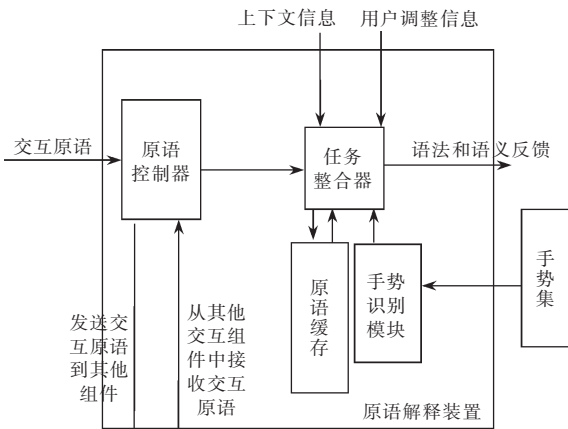 上下文信息
用户调整信息
交互原语
原语
控制器
任务
整合器
语法和语义反馈
原
语
缓
存
手势
识别
模块
手
势
集
发送交
互原语
到其他
组件
从其他
交互组
件中接
收交互
原语
原语解释装置